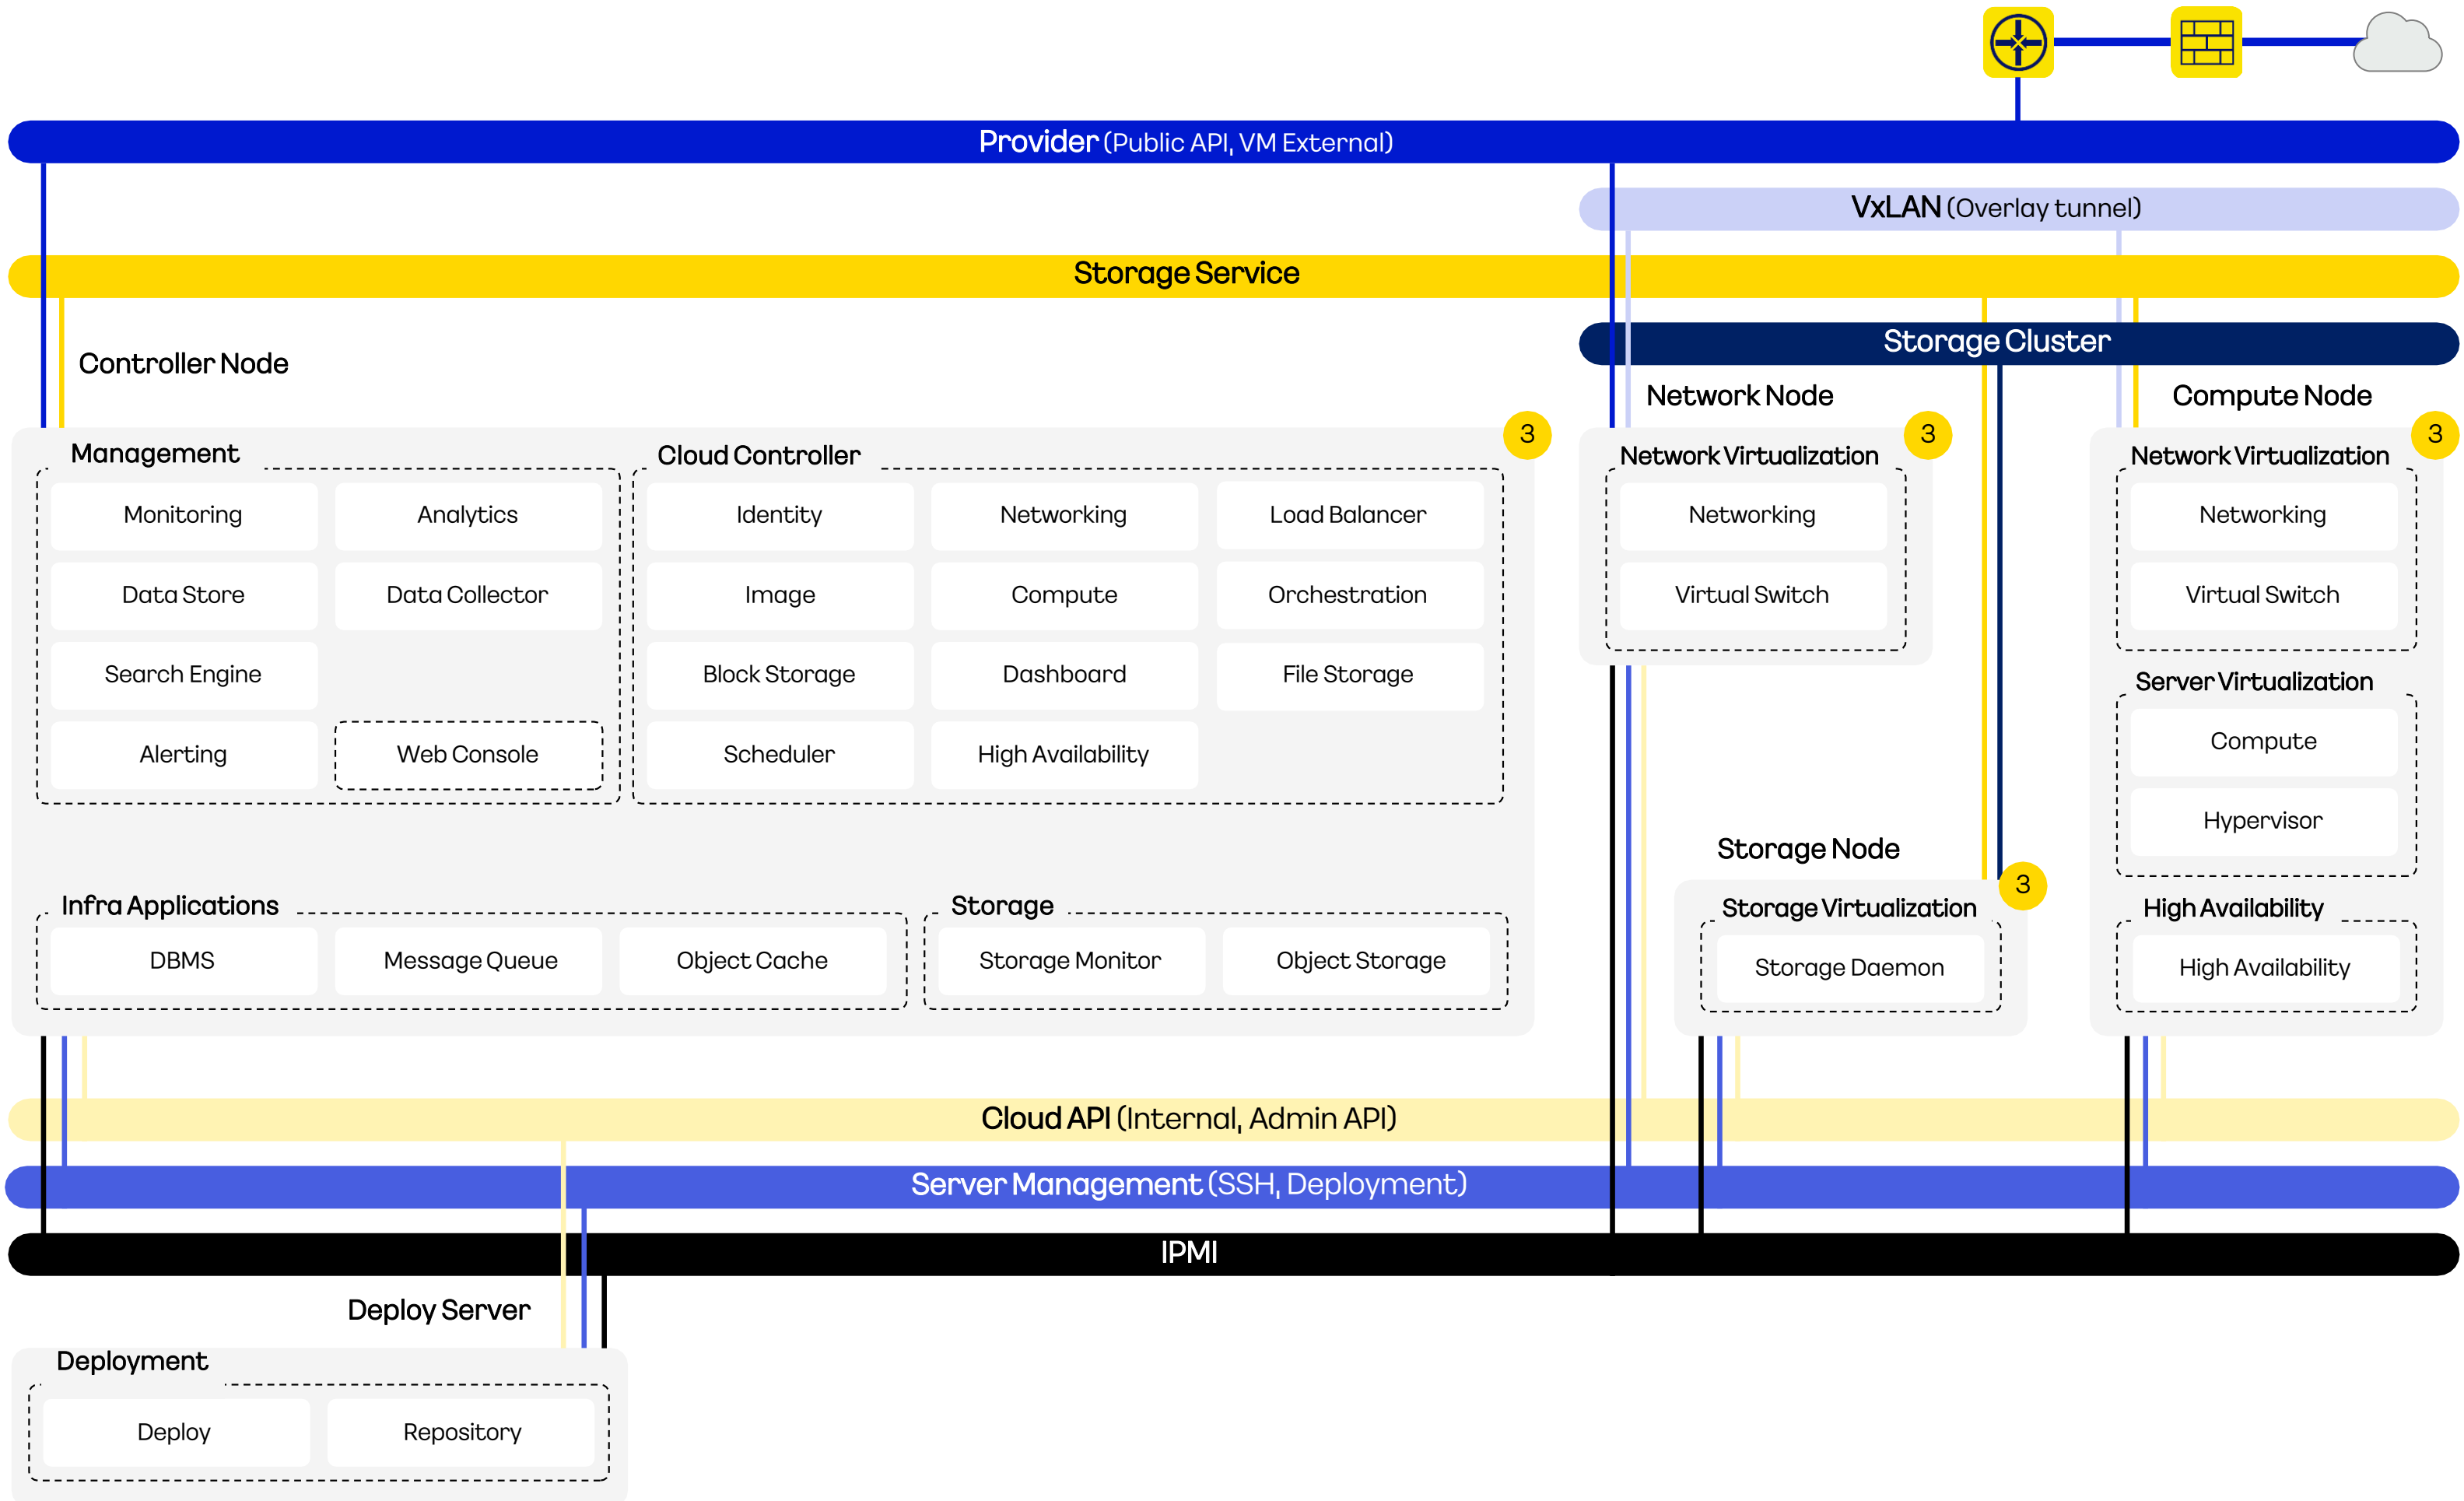 Provider (Public API, VM External)
VxLAN (Overlay tunnel)
Storage Service
Storage Cluster
Controller Node
Network Node
Compute Node
3
3
3
Management
Cloud Controller
Network Virtualization
Network Virtualization
Monitoring
Analytics
Identity
Networking
Load Balancer
Networking
Networking
Data Store
Data Collector
Image
Compute
Orchestration
Virtual Switch
Virtual Switch
Search Engine
Block Storage
Dashboard
File Storage
Server Virtualization
Alerting
Web Console
Scheduler
High Availability
Compute
Hypervisor
Storage Node
3
Infra Applications
Storage
Storage Virtualization
High Availability
DBMS
Message Queue
Object Cache
Storage Monitor
Object Storage
Storage Daemon
High Availability
Cloud API (Internal, Admin API)
Server Management (SSH, Deployment)
IPMI
Deploy Server
Deployment
Deploy
Repository